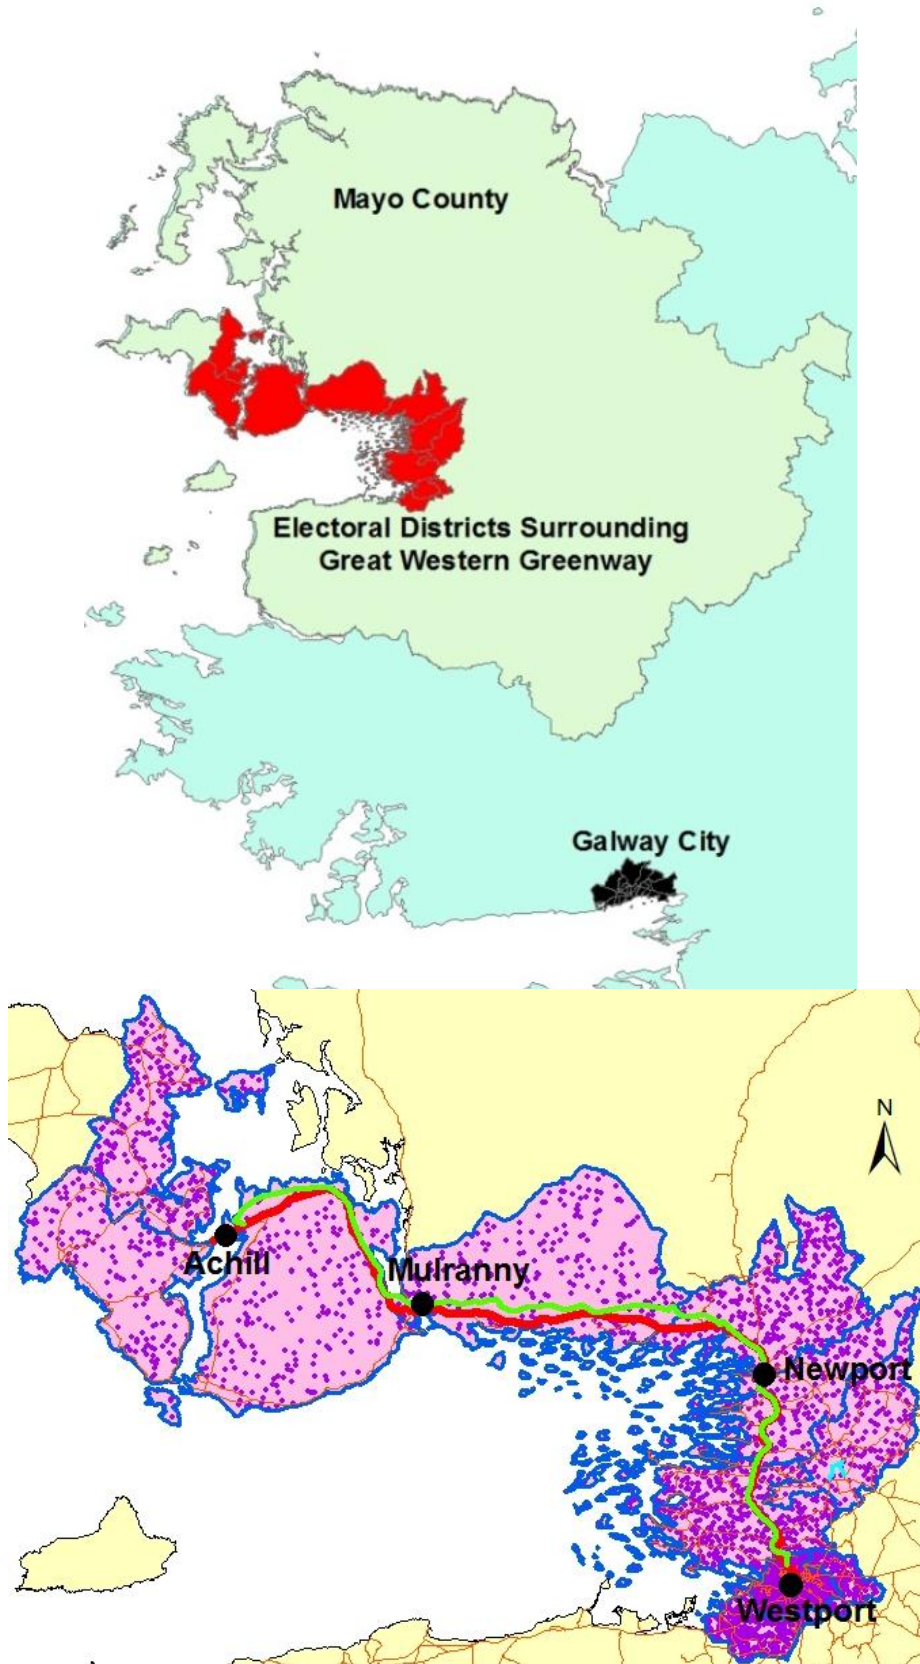 Mayo County
Electoral Districts Surrounding
Great Western Greenway
Galway City
N
Achill
Mulranny
Newport
Westport